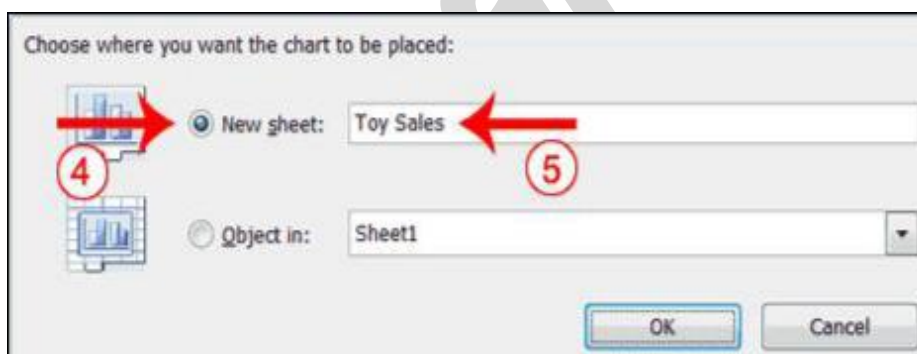 Choose where you want the chart to be placed:
New sheet: Toy Sales
4
5
Object in: Sheet1
OK Cancel